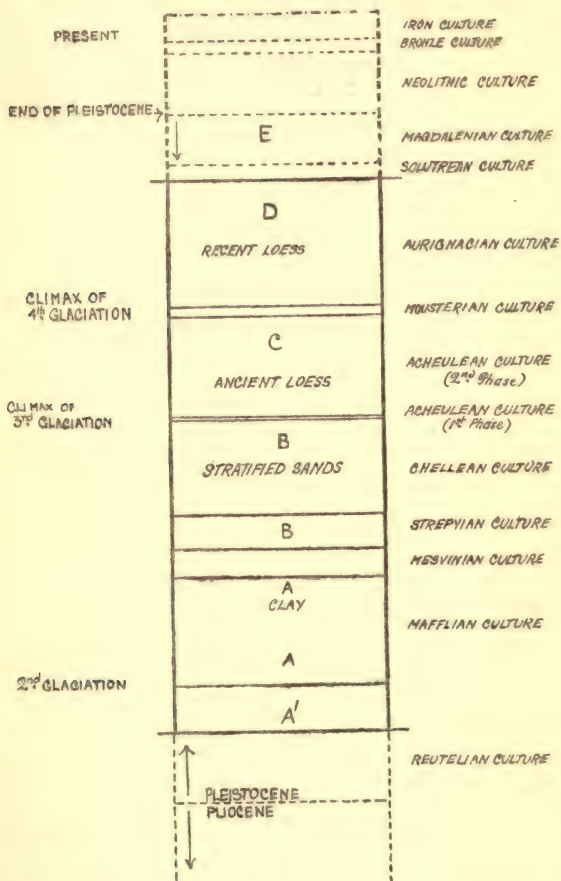 PRESENT
IRON CULTURE
BRONZE CULTURE
NEOLITHIC CULTURE
END OF PLEISTOCENE
E
MAGDALENIAN CULTURE
SOLUTREAN CULTURE
D
RECENT LOESS
AURIGNACIAN CULTURE
CLIMAX OF
4th GLACIATION
MOUSTERIAN CULTURE
C
ANCIENT LOESS
ACHEULEAN CULTURE
(2nd Phase)
CLIMAX OF
3RD GLACIATION
ACHEULEAN CULTURE
(1st Phase)
B
STRATIFIED SANDS
CHELLEAN CULTURE
B
STREPYIAN CULTURE
MESVINIAN CULTURE
A
CLAY
MAFFLIAN CULTURE
A
2nd GLACIATION
A'
REUTELIAN CULTURE
PLEISTOCENE
PLIOCENE